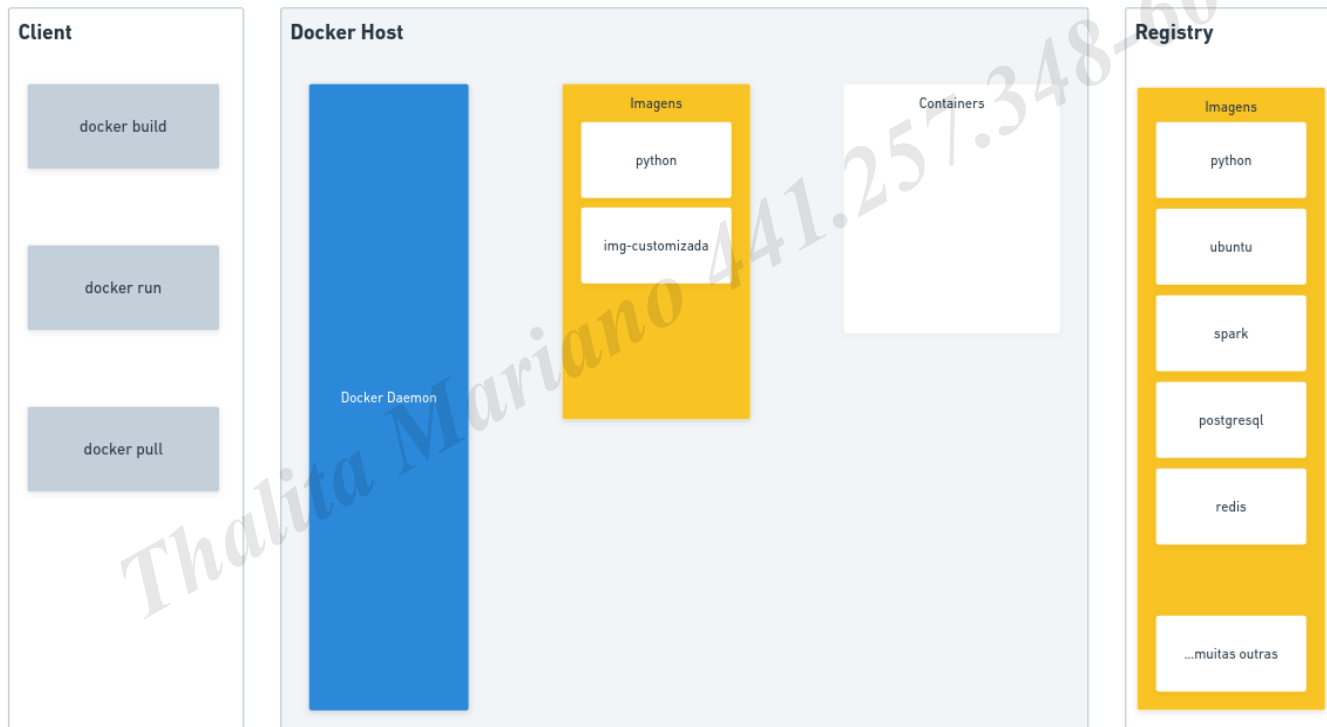 Client
docker build
docker run
docker pull
Docker Host
Docker Daemon
Imagens
python
img-customizada
Containers
Registry
Imagens
python
ubuntu
spark
postgresql
redis
...muitas outras
Thalita Mariano 441.257.348-